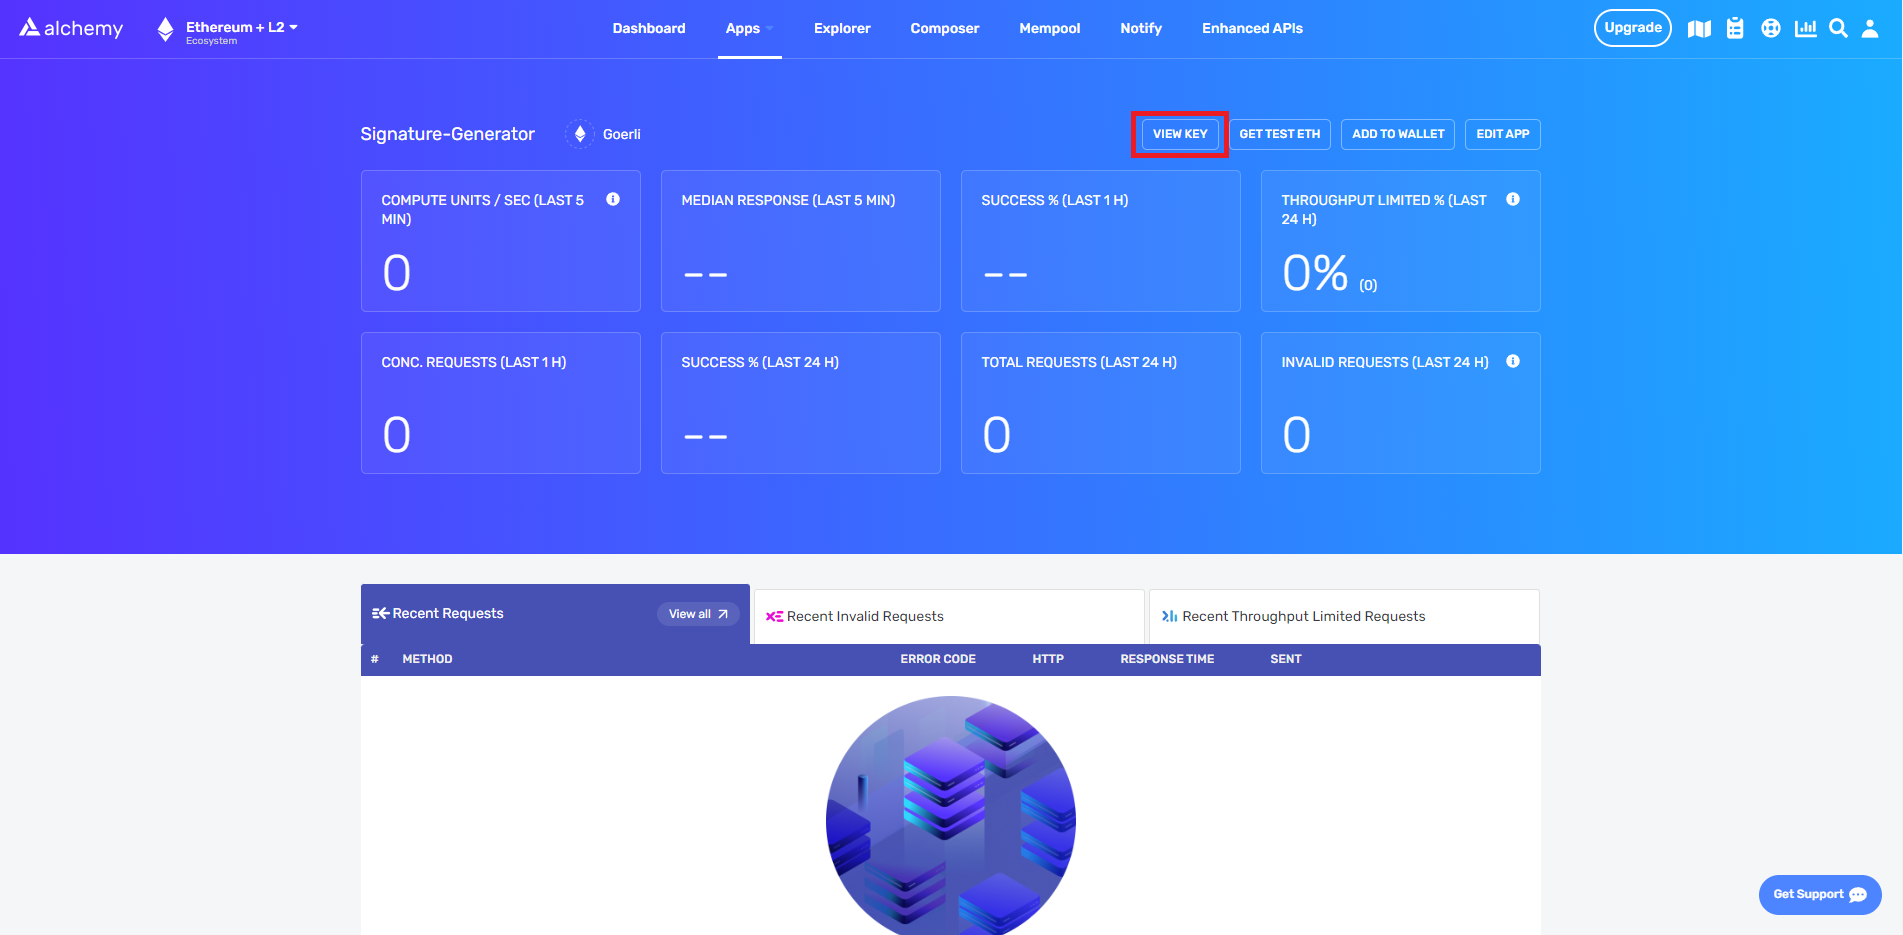 alchemy
Ethereum + L2
Ecosystem
Dashboard
Apps
Explorer
Composer
Mempool
Notify
Enhanced APIs
Upgrade
Signature-Generator
Goerli
VIEW KEY
GET TEST ETH
ADD TO WALLET
EDIT APP
COMPUTE UNITS / SEC (LAST 5
MIN)
0
MEDIAN RESPONSE (LAST 5 MIN)
--
SUCCESS % (LAST 1 H)
--
THROUGHPUT LIMITED % (LAST
24 H)
0% (0)
CONC. REQUESTS (LAST 1 H)
0
SUCCESS % (LAST 24 H)
--
TOTAL REQUESTS (LAST 24 H)
0
INVALID REQUESTS (LAST 24 H)
0
Recent Requests
View all
Recent Invalid Requests
Recent Throughput Limited Requests
# METHOD ERROR CODE HTTP RESPONSE TIME SENT
Get Support